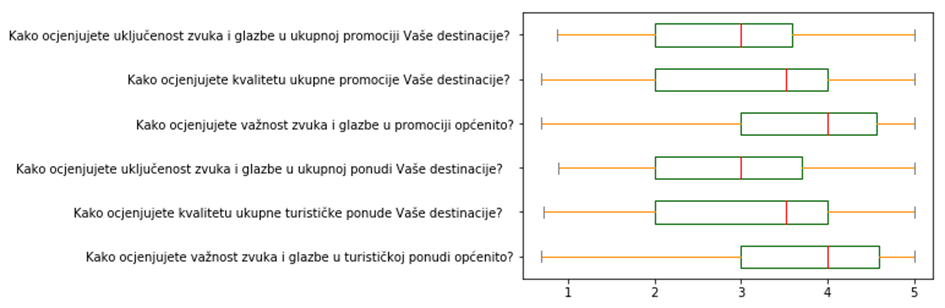 Kako ocjenjujete uključenost zvuka i glazbe u ukupnoj promociji Vaše destinacije?
Kako ocjenjujete kvalitetu ukupne promocije Vaše destinacije?
Kako ocjenjujete važnost zvuka i glazbe u promociji općenito?
Kako ocjenjujete uključenost zvuka i glazbe u ukupnoj ponudi Vaše destinacije?
Kako ocjenjujete kvalitetu ukupne turističke ponude Vaše destinacije?
Kako ocjenjujete važnost zvuka i glazbe u turističkoj ponudi općenito?
1 2 3 4 5